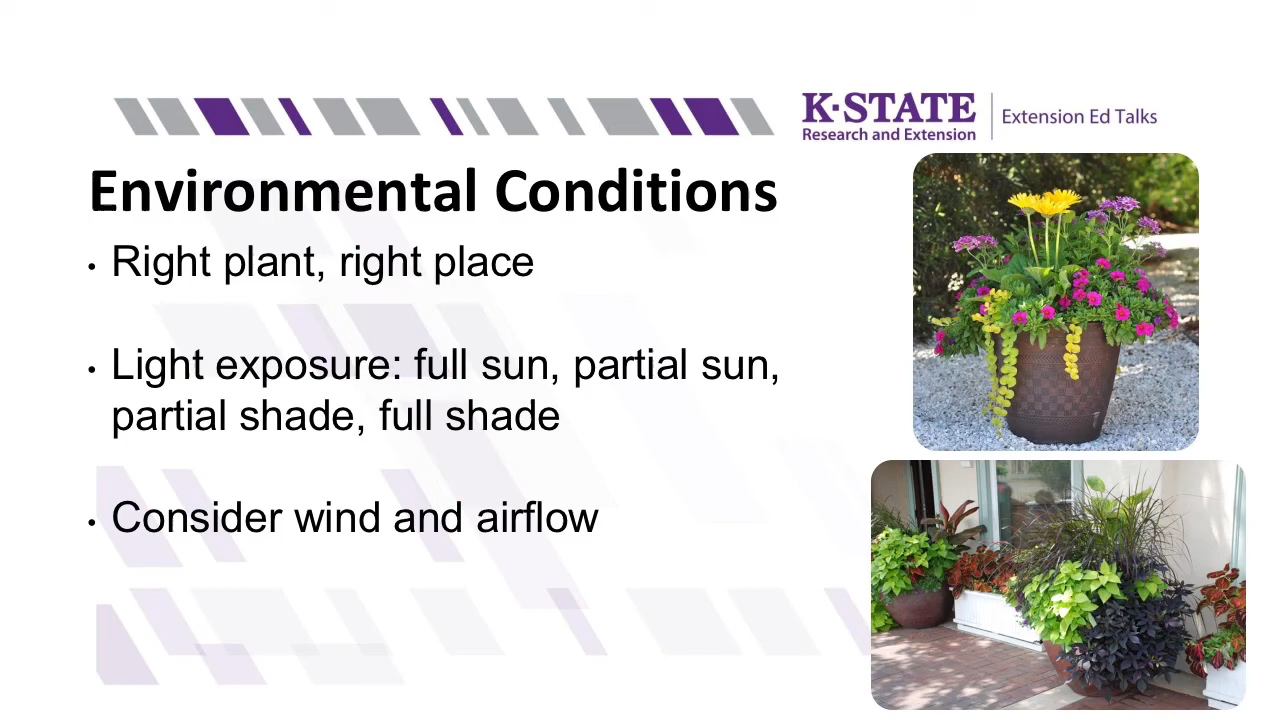 K-STATE
Research and Extension
Extension Ed Talks
Environmental Conditions
• Right plant, right place
• Light exposure: full sun, partial sun,
partial shade, full shade
• Consider wind and airflow